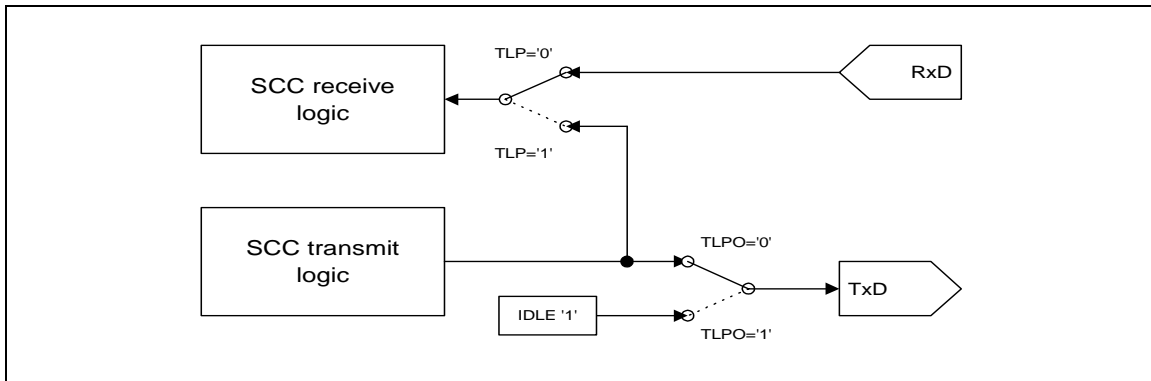 TLP='0'
SCC receive
logic
RxD
TLP='1'
SCC transmit
logic
TLPO='0'
TxD
IDLE '1'
TLPO='1'